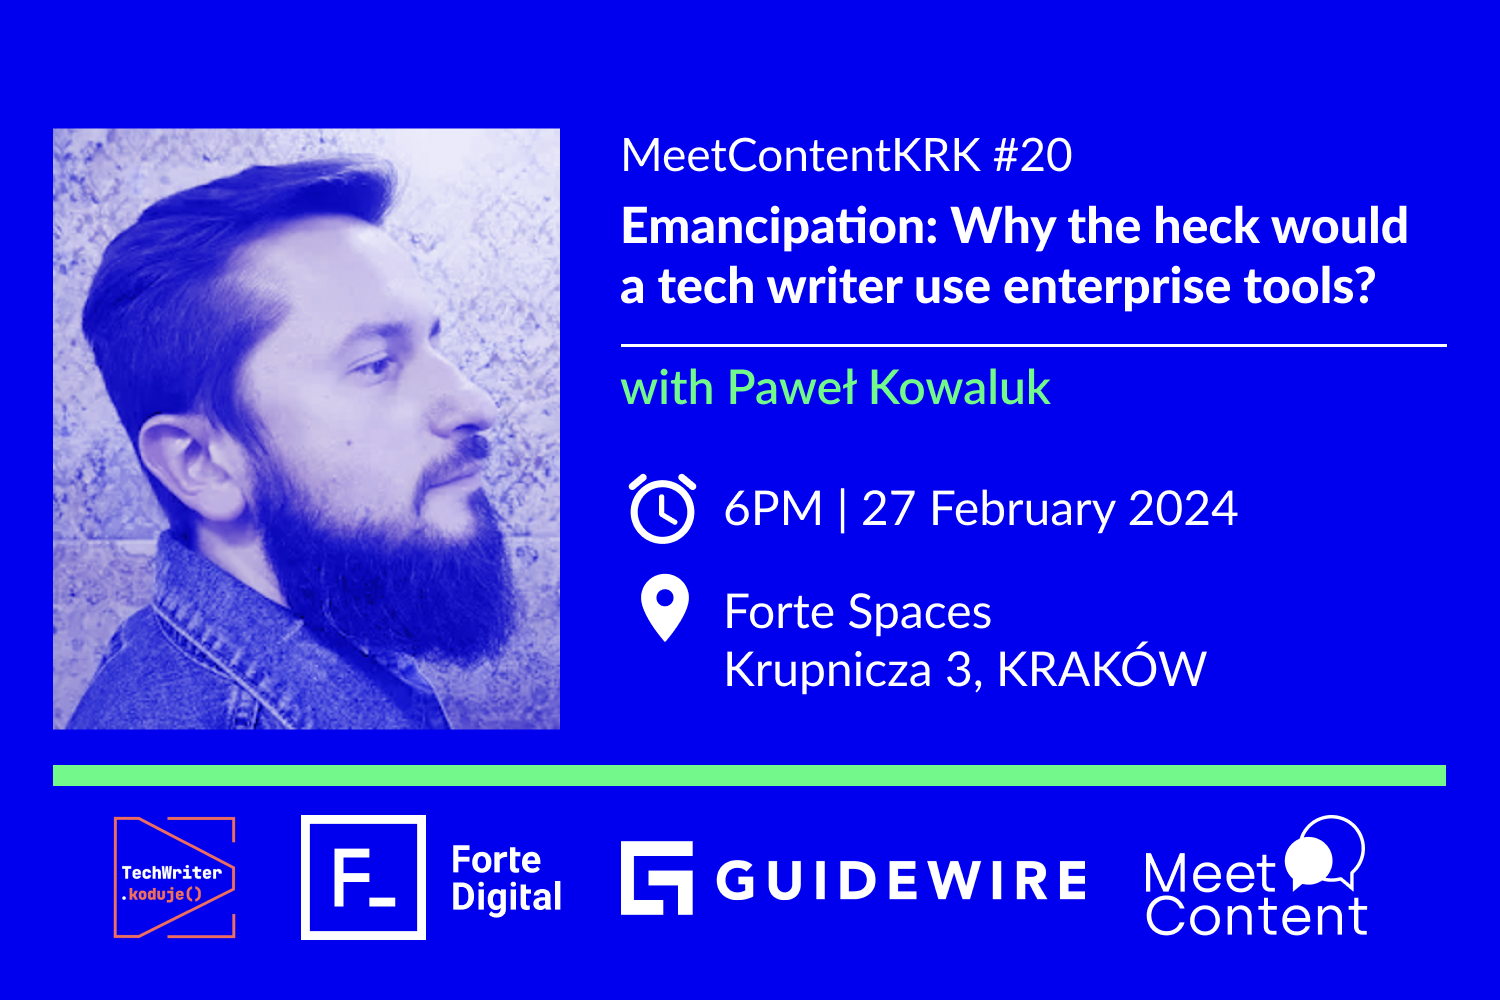 MeetContentKRK #20
Emancipation: Why the heck would
a tech writer use enterprise tools?
with Paweł Kowaluk
6PM | 27 February 2024
Forte Spaces
Krupnicza 3, KRAKÓW
TechWriter
.koduje()
F_
Forte
Digital
GUIDEWIRE
Meet
Content